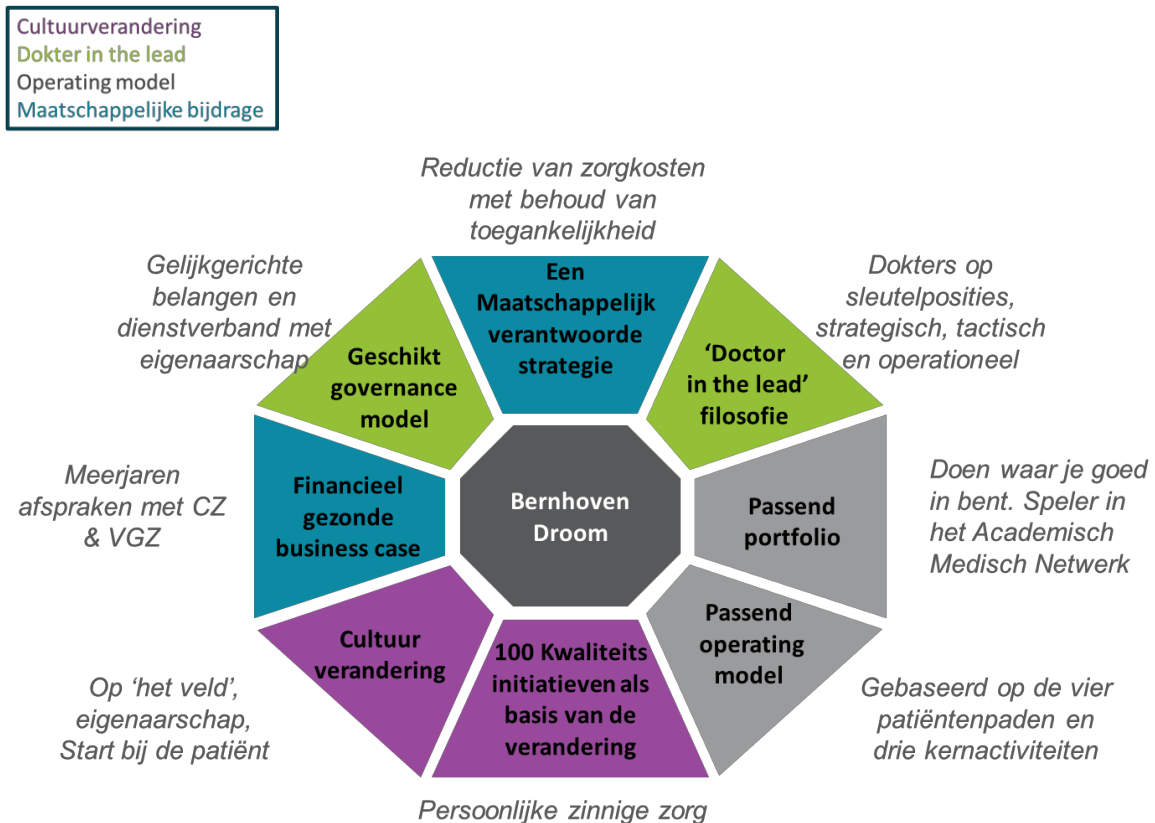 Cultuurverandering
Dokter in the lead
Operating model
Maatschappelijke bijdrage
Reductie van zorgkosten
met behoud van
toegankelijkheid
Een
Maatschappelijk
verantwoorde
strategie
Dokters op
sleutelposities,
strategisch, tactisch
en operationeel
‘Doctor
in the lead’
filosofie
Doen waar je goed
in bent. Speler in
het Academisch
Medisch Netwerk
Passend
portfolio
Gebaseerd op de vier
patiëntenpaden en
drie kernactiviteiten
Passend
operating
model
100 Kwaliteits
initiatieven als
basis van de
verandering
Persoonlijke zinnige zorg
Cultuur
verandering
Op ‘het veld’,
eigenaarschap,
Start bij de patiënt
Financieel
gezonde
business case
Meerjaren
afspraken met CZ
& VGZ
Geschikt
governance
model
Gelijkgerichte
belangen en
dienstverband met
eigenaarschap
Bernhoven
Droom